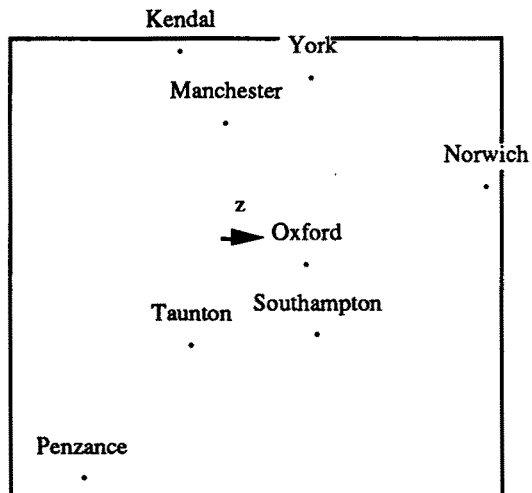 Kendal
York
Manchester
Norwich
z
Oxford
Southampton
Taunton
Penzance